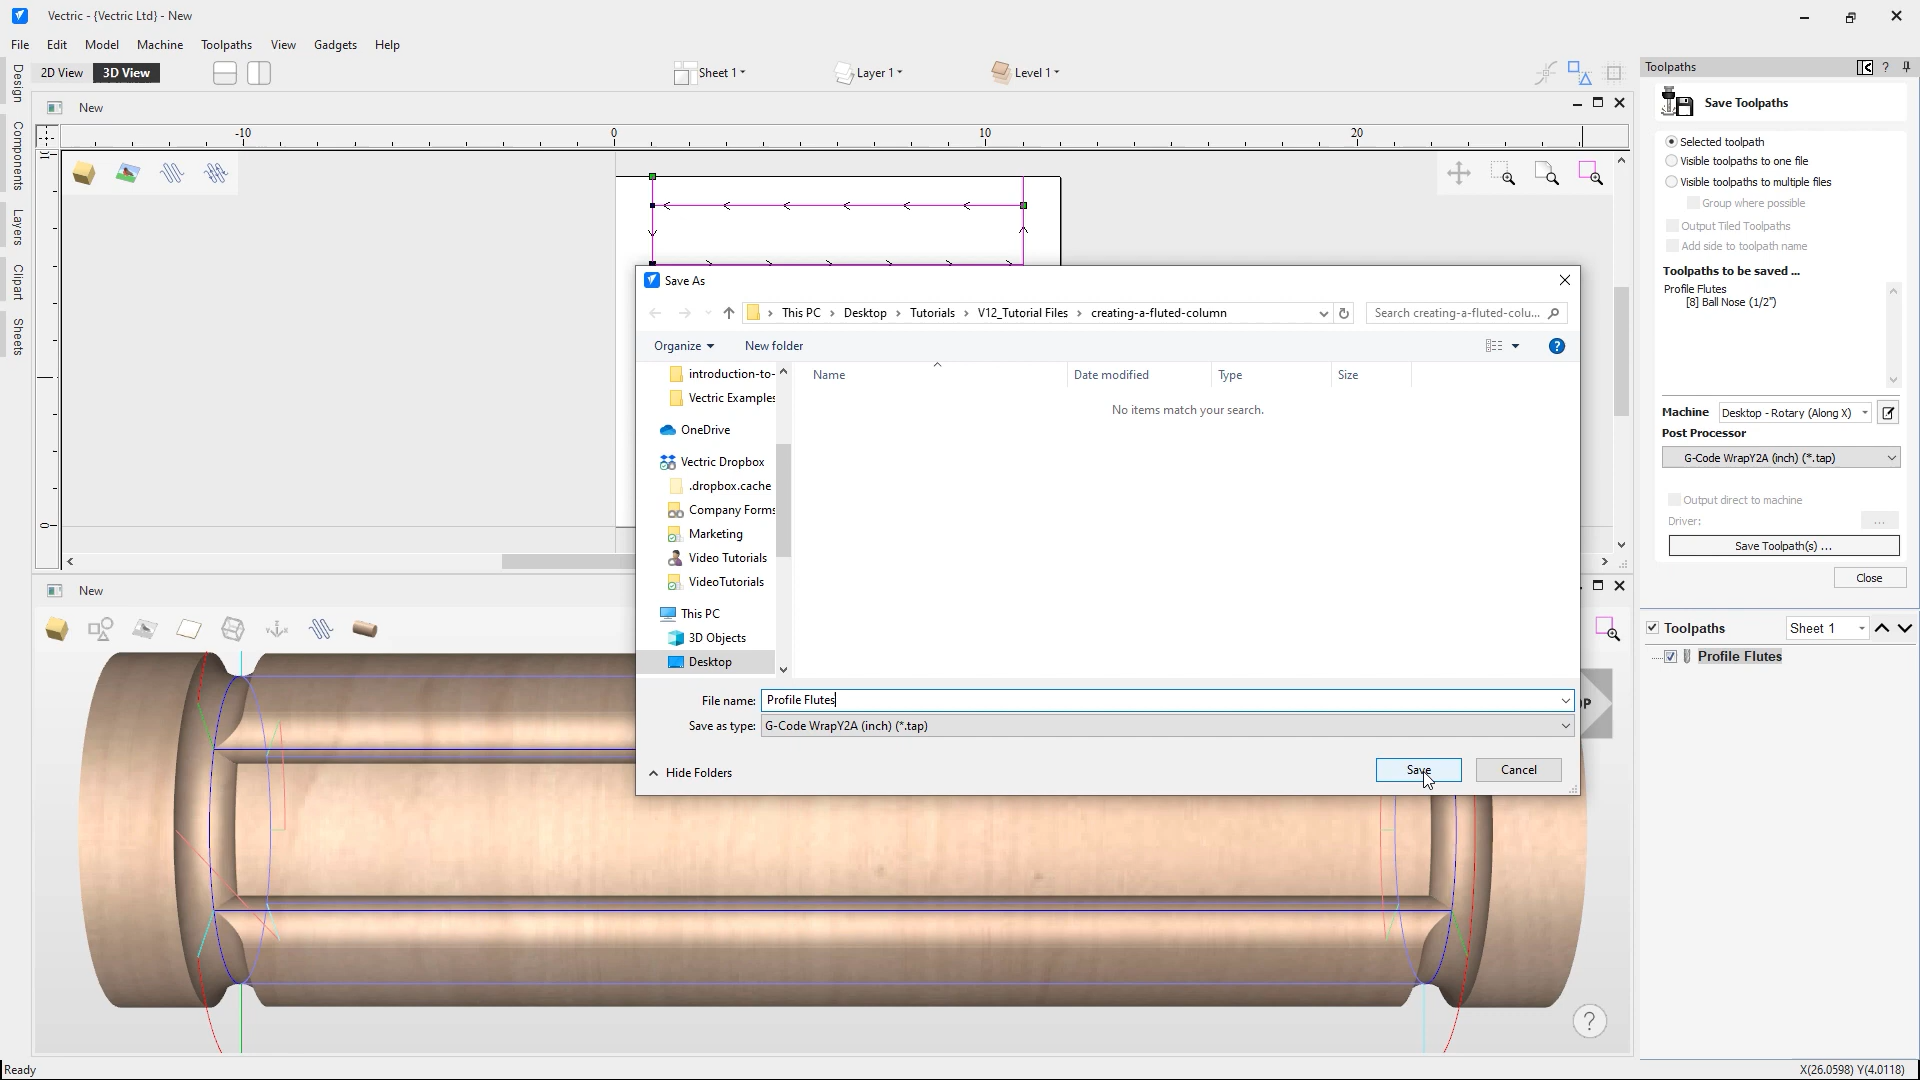 Vectric - {Vectric Ltd} - New
File Edit Model Machine Toolpaths View Gadgets Help
2D View 3D View Sheet 1 Layer 1 Level 1
Toolpaths
Design
Components
Layers
Clipart
Sheets
New
-10 0 10 20
10
0
Save Toolpaths
Selected toolpath
Visible toolpaths to one file
Visible toolpaths to multiple files
Group where possible
Output Tiled Toolpaths
Add side to toolpath name
Toolpaths to be saved ...
Profile Flutes
[8] Ball Nose (1/2")
Machine Desktop - Rotary (Along X)
Post Processor
G-Code WrapY2A (inch) (*.tap)
Output direct to machine
Driver: ...
Save Toolpath(s) ...
Close
Toolpaths Sheet 1
Profile Flutes
Save As
This PC › Desktop › Tutorials › V12_Tutorial Files › creating-a-fluted-column
Search creating-a-fluted-colu...
Organize New folder
?
Name Date modified Type Size
No items match your search.
introduction-to-
Vectric Examples
OneDrive
Vectric Dropbox
.dropbox.cache
Company Forms
Marketing
Video Tutorials
VideoTutorials
This PC
3D Objects
Desktop
File name: Profile Flutes
Save as type: G-Code WrapY2A (inch) (*.tap)
Hide Folders
Save Cancel
New
?
Ready
X(26.0598) Y(4.0118)